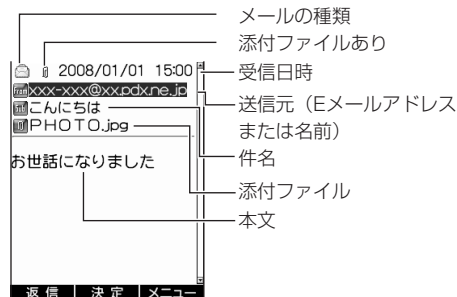 メールの種類
添付ファイルあり
2008/01/01 15:00
受信日時
xxx-xxx@xx.pdx.ne.jp
送信元（Eメールアドレス
または名前）
こんにちは
件名
PHOTO.jpg
添付ファイル
お世話になりました
本文
返信 決定 メニュー